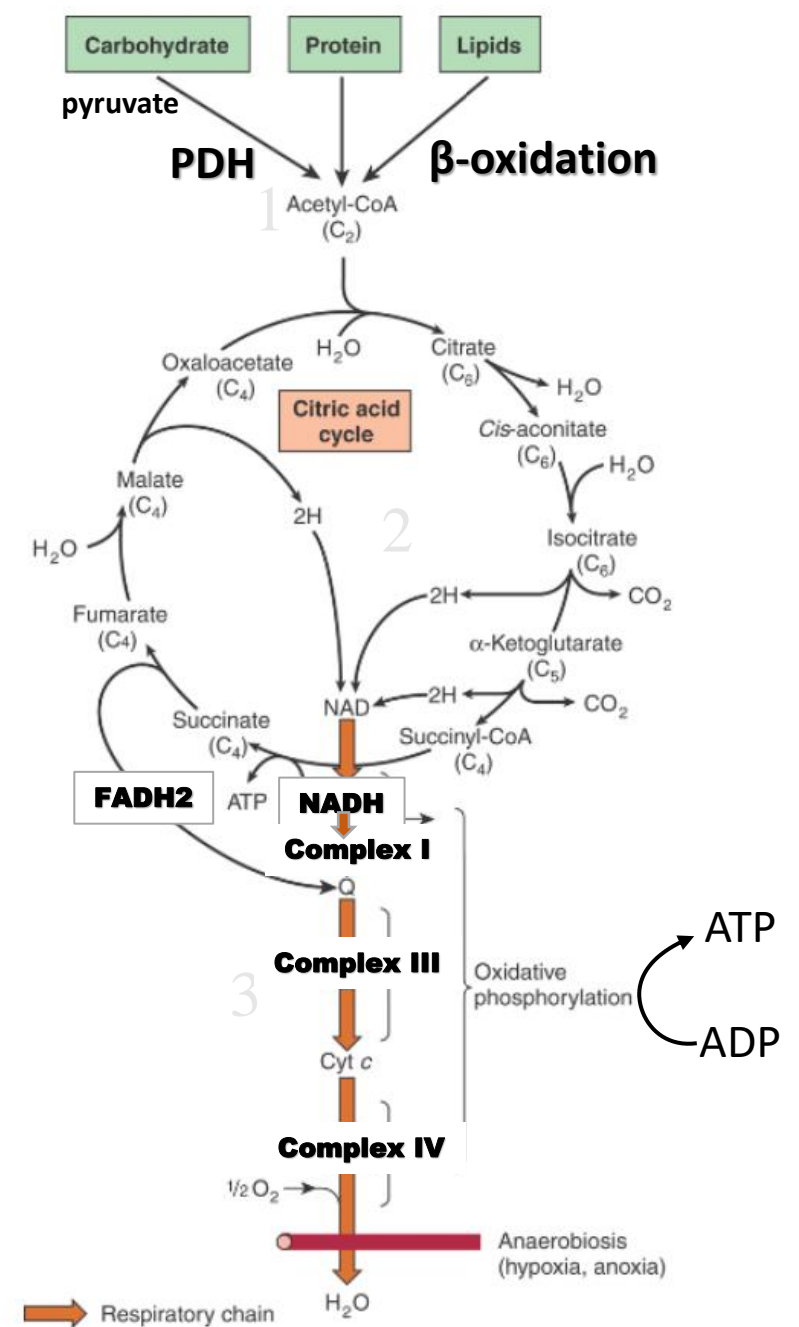 Carbohydrate
Protein
Lipids
pyruvate
PDH
β-oxidation
1
Acetyl-CoA
(C₂)
H₂O
Oxaloacetate
(C₄)
Citrate
(C₆)
H₂O
Citric acid
cycle
Cis-aconitate
(C₆)
H₂O
Malate
(C₄)
2H
2
H₂O
Isocitrate
(C₆)
2H
CO₂
Fumarate
(C4)
α-Ketoglutarate
(C₅)
NAD
2H
CO₂
Succinate
(C₄)
Succinyl-CoA
(C₄)
FADH2
ATP
NADH
Complex I
Q
ATP
Complex III
3
Oxidative
phosphorylation
ADP
Cyt c
Complex IV
½O₂
Anaerobiosis
(hypoxia, anoxia)
H₂O
Respiratory chain